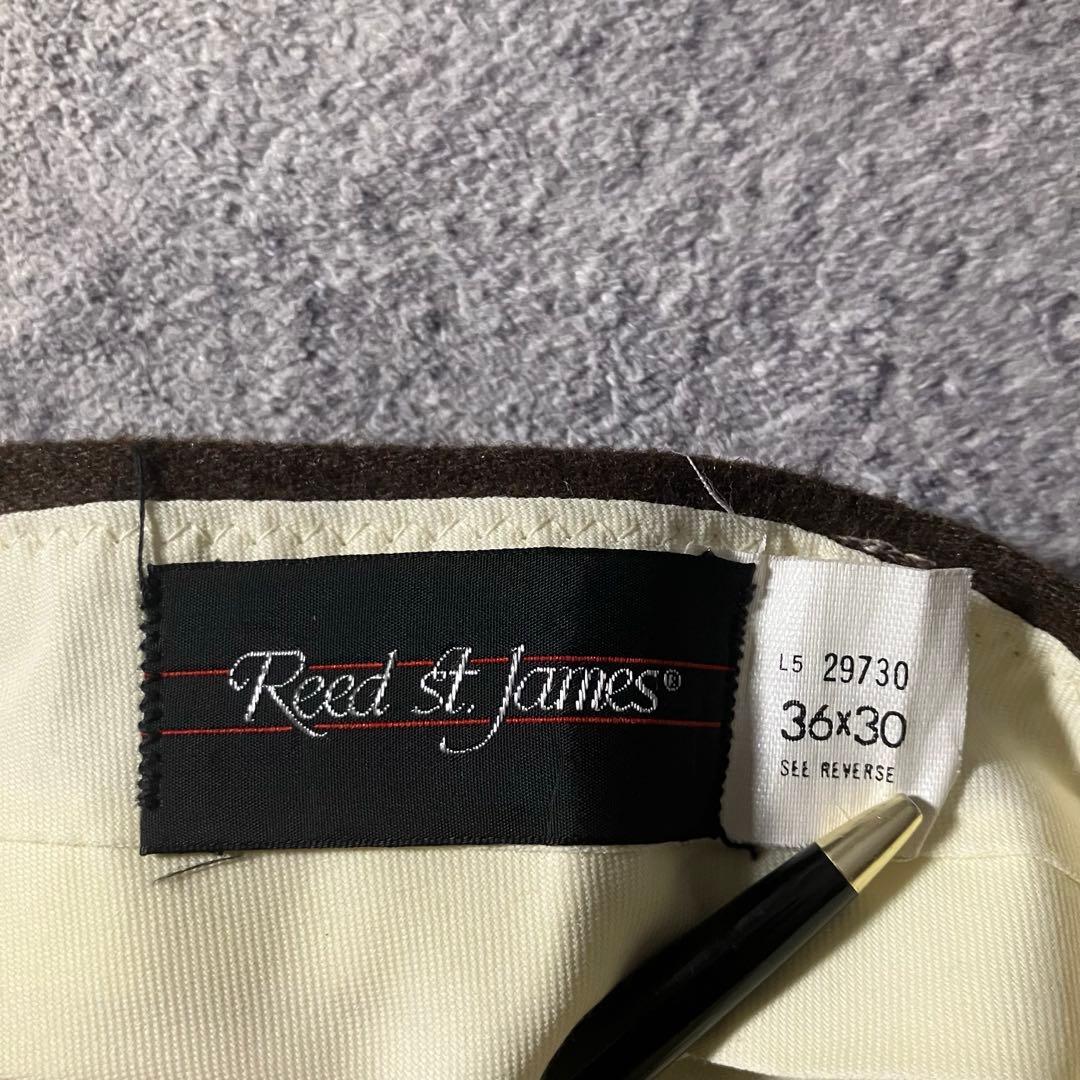 Reed St. James®
L5 29730
36x30
SEE REVERSE